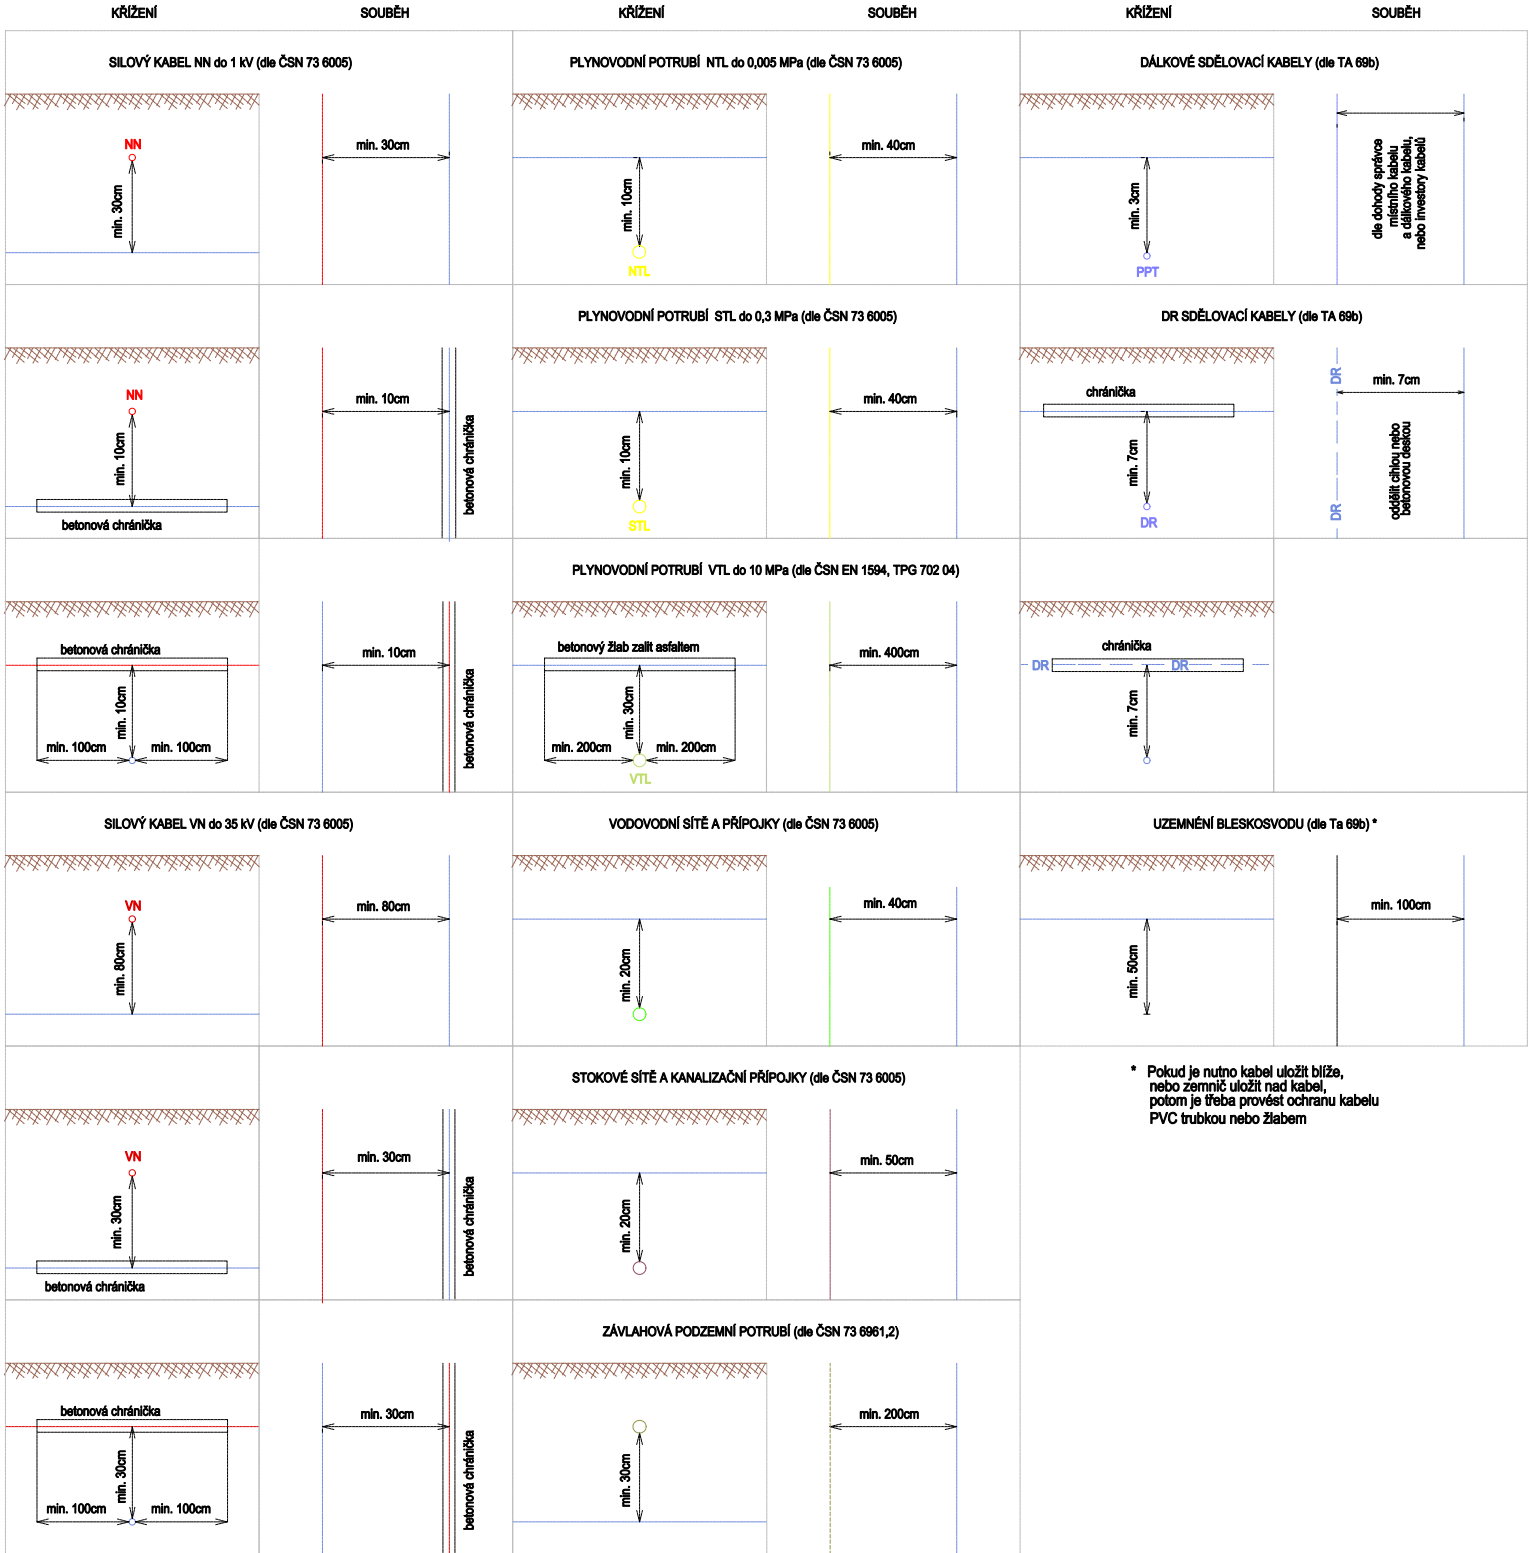 KŘÍŽENÍ
SOUBĚH
KŘÍŽENÍ
SOUBĚH
KŘÍŽENÍ
SOUBĚH
SILOVÝ KABEL NN do 1 kV (dle ČSN 73 6005)
NN
min. 30cm
min. 30cm
PLYNOVODNÍ POTRUBÍ NTL do 0,005 MPa (dle ČSN 73 6005)
min. 10cm
NTL
min. 40cm
DÁLKOVÉ SDĚLOVACÍ KABELY (dle TA 69b)
min. 3cm
PPT
dle dohody správce
místního kabelu
a dálkového kabelu,
nebo investory kabelů
NN
min. 10cm
betonová chránička
min. 10cm
betonová chránička
PLYNOVODNÍ POTRUBÍ STL do 0,3 MPa (dle ČSN 73 6005)
min. 10cm
STL
min. 40cm
DR SDĚLOVACÍ KABELY (dle TA 69b)
chránička
min. 7cm
DR
DR
min. 7cm
oddělit cihlou nebo
betonovou deskou
DR
betonová chránička
min. 10cm
min. 100cm
min. 100cm
min. 10cm
betonová chránička
PLYNOVODNÍ POTRUBÍ VTL do 10 MPa (dle ČSN EN 1594, TPG 702 04)
betonový žlab zalit asfaltem
min. 30cm
min. 200cm
min. 200cm
VTL
min. 400cm
chránička
DR
DR
min. 7cm
SILOVÝ KABEL VN do 35 kV (dle ČSN 73 6005)
VN
min. 80cm
min. 80cm
VODOVODNÍ SÍTĚ A PŘÍPOJKY (dle ČSN 73 6005)
min. 20cm
min. 40cm
UZEMNÉNÍ BLESKOSVODU (dle Ta 69b) *
min. 50cm
min. 100cm
VN
min. 30cm
betonová chránička
min. 30cm
betonová chránička
STOKOVÉ SÍTĚ A KANALIZAČNÍ PŘÍPOJKY (dle ČSN 73 6005)
min. 20cm
min. 50cm
* Pokud je nutno kabel uložit blíže,
nebo zemnič uložit nad kabel,
potom je třeba provést ochranu kabelu
PVC trubkou nebo žlabem
betonová chránička
min. 30cm
min. 100cm
min. 100cm
min. 30cm
betonová chránička
ZÁVLAHOVÁ PODZEMNÍ POTRUBÍ (dle ČSN 73 6961,2)
min. 30cm
min. 200cm